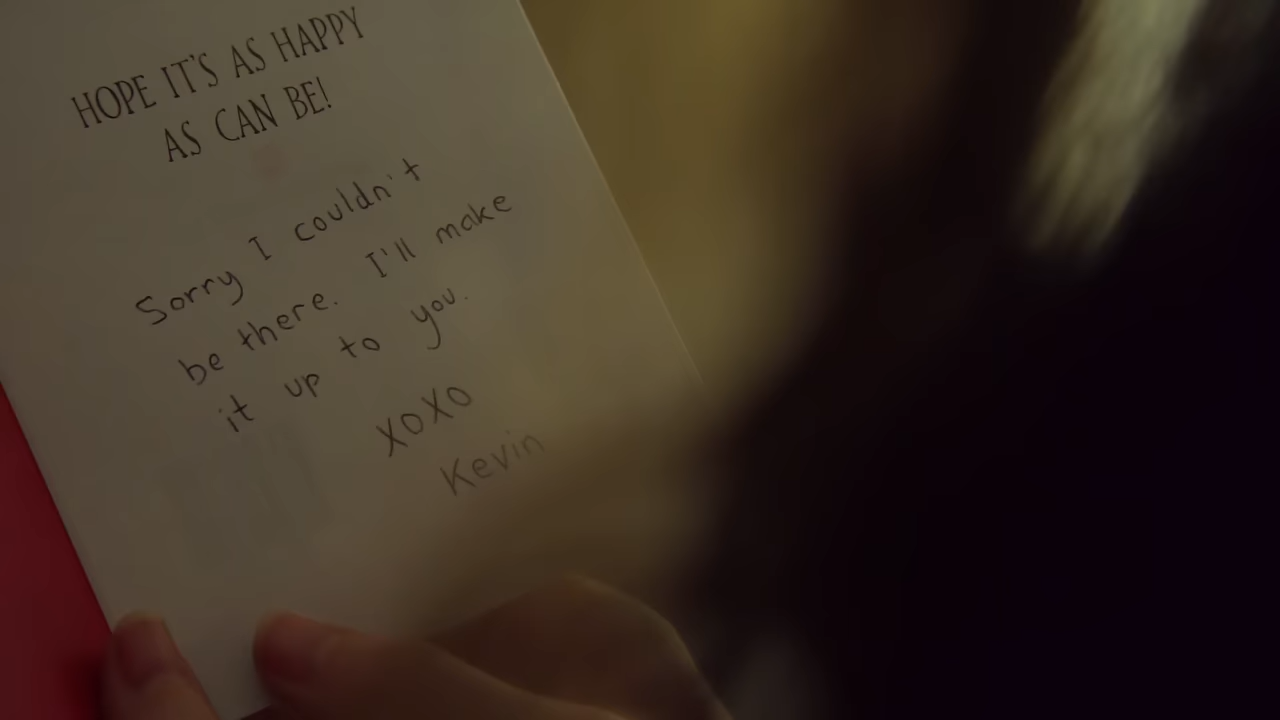 HOPE IT'S AS HAPPY
AS CAN BE!
Sorry I couldn't
be there. I'll make
it up to you.
XOXO
Kevin